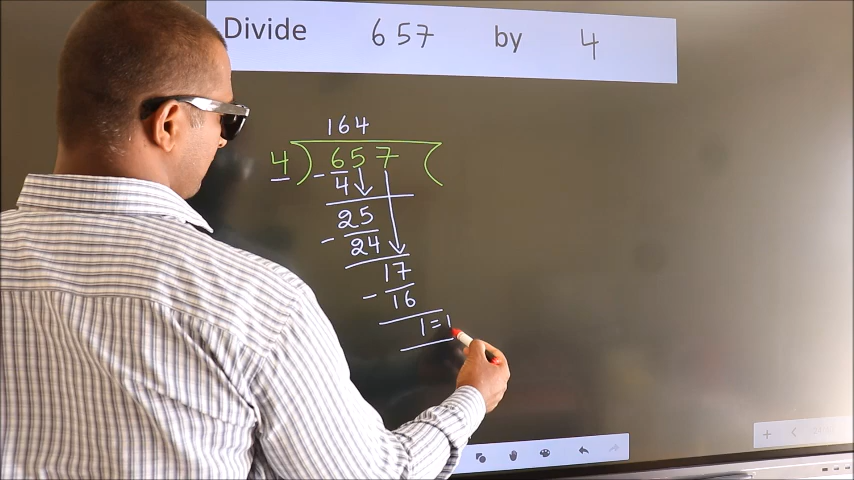 Divide 657 by 4
164
4 ) 657 (
- 4
25
- 24
17
- 16
1 = 1